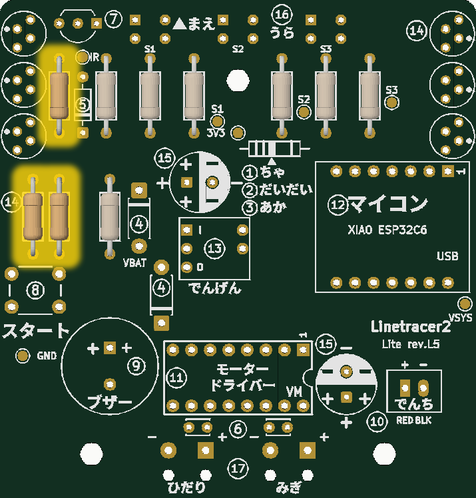 ⑦
▲まえ
⑯
うら
⑭
S1
S2
S3
⑤
S1
S2
S3
3V3
①ちゃ
②だいだい
③あか
⑮
⑭
④
VBAT
I
⑬
O
でんげん
1
⑫マイコン
XIAO ESP32C6
USB
VSYS
⑧
スタート
GND
④
Linetracer2
Lite rev.L5
⑨
ブザー
1
⑪
モーター
ドライバー
VM
⑮
でんち
RED BLK
⑩
⑥
⑰
ひだり
みぎ